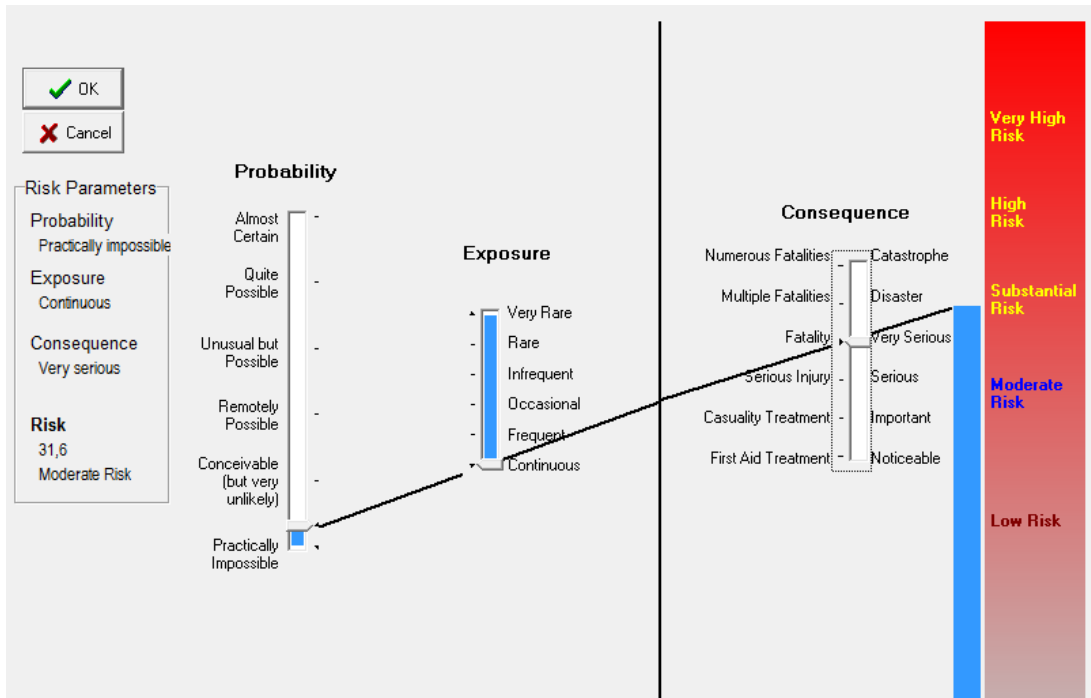 OK
Cancel
Risk Parameters
Probability
Practically impossible
Exposure
Continuous
Consequence
Very serious
Risk
31,6
Moderate Risk
Probability
Almost
Certain
Quite
Possible
Unusual but
Possible
Remotely
Possible
Conceivable
(but very
unlikely)
Practically
Impossible
Exposure
Very Rare
Rare
Infrequent
Occasional
Frequent
Continuous
Consequence
Numerous Fatalities
Catastrophe
Multiple Fatalities
Disaster
Fatality
Very Serious
Serious Injury
Serious
Casuality Treatment
Important
First Aid Treatment
Noticeable
Very High
Risk
High
Risk
Substantial
Risk
Moderate
Risk
Low Risk